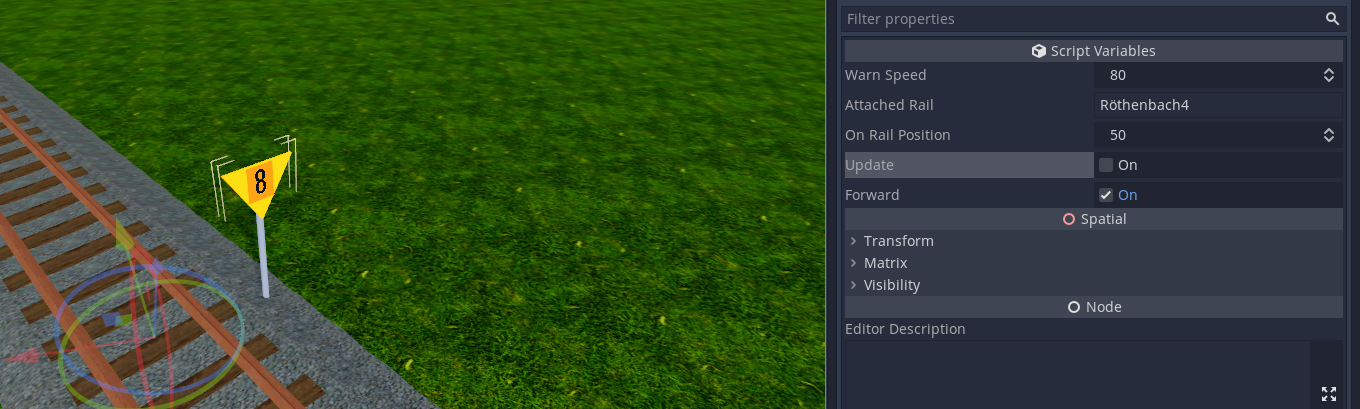 8
Filter properties
Script Variables
Warn Speed 80
Attached Rail Röthenbach4
On Rail Position 50
Update On
Forward On
Spatial
Transform
Matrix
Visibility
Node
Editor Description